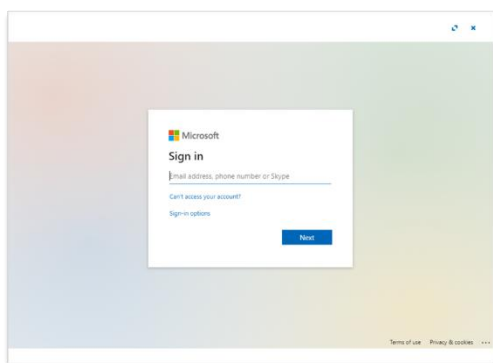 Microsoft
Sign in
Email address, phone number or Skype
Can't access your account?
Sign-in options
Next
Terms of use Privacy & cookies ...